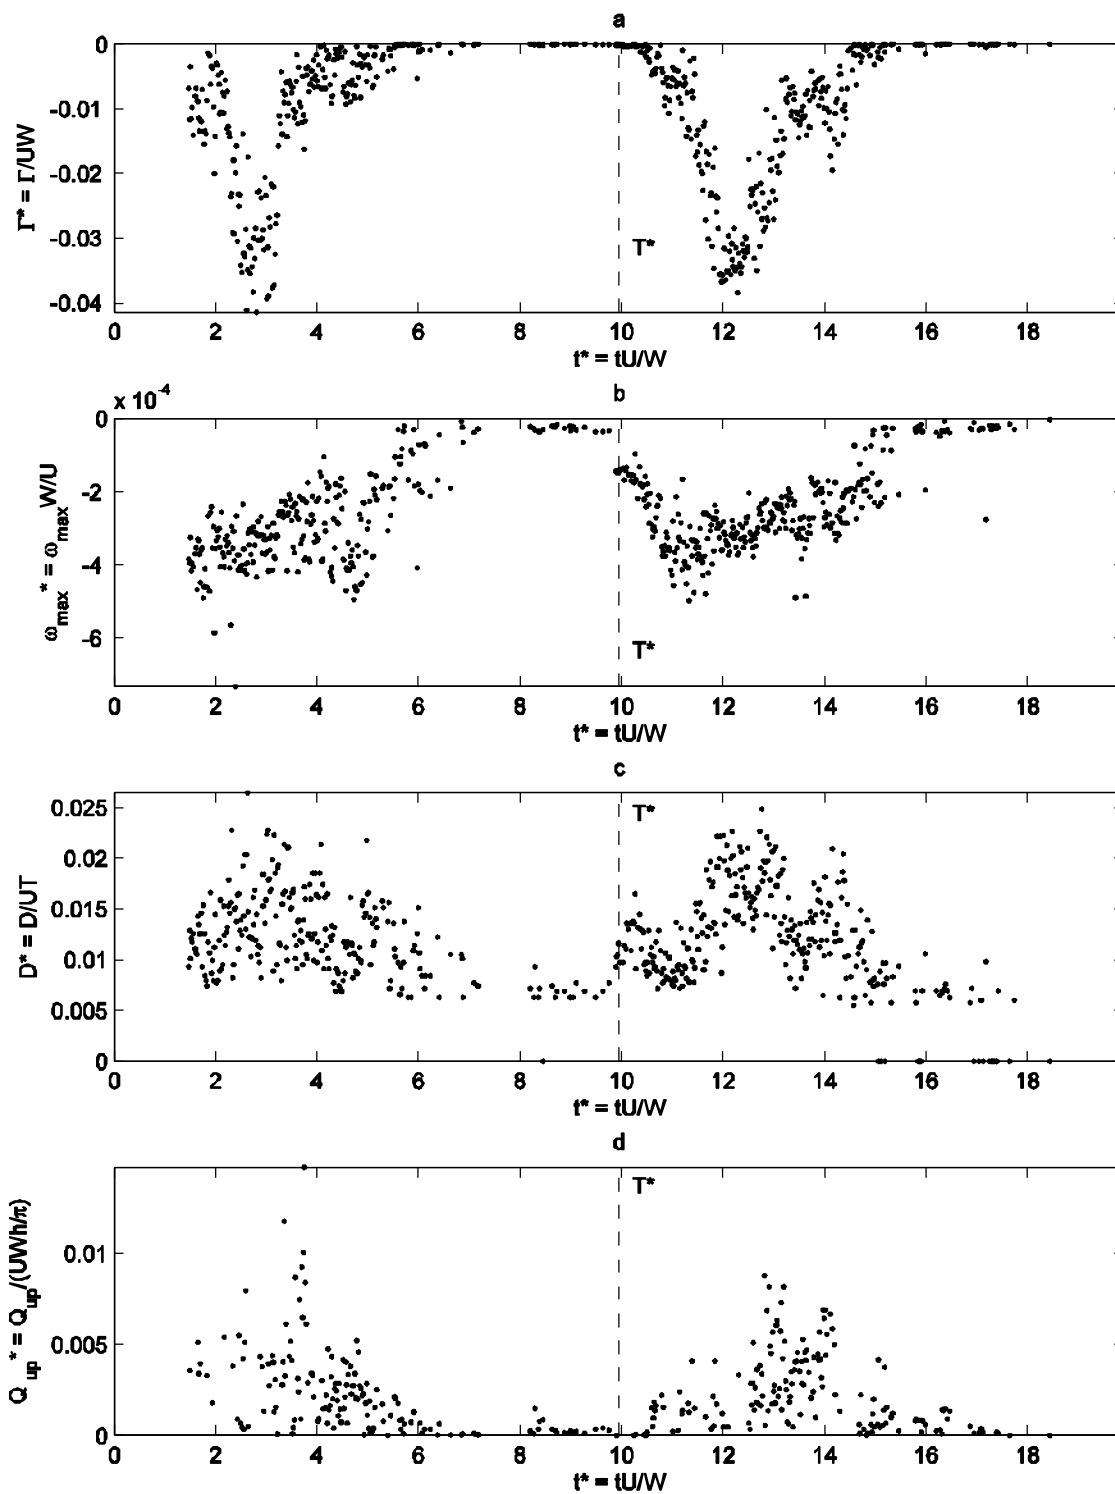 a
0
-0.01
-0.02
-0.03
-0.04
Γ* = Γ/UW
T*
0 2 4 6 8 10 12 14 16 18
t* = tU/W
b
x 10⁻⁴
0
-2
-4
-6
ω_max* = ω_max W/U
T*
0 2 4 6 8 10 12 14 16 18
t* = tU/W
c
0.025
0.02
0.015
0.01
0.005
0
D* = D/UT
T*
0 2 4 6 8 10 12 14 16 18
t* = tU/W
d
0.01
0.005
0
Q_up* = Q_up/(UWh/π)
T*
0 2 4 6 8 10 12 14 16 18
t* = tU/W